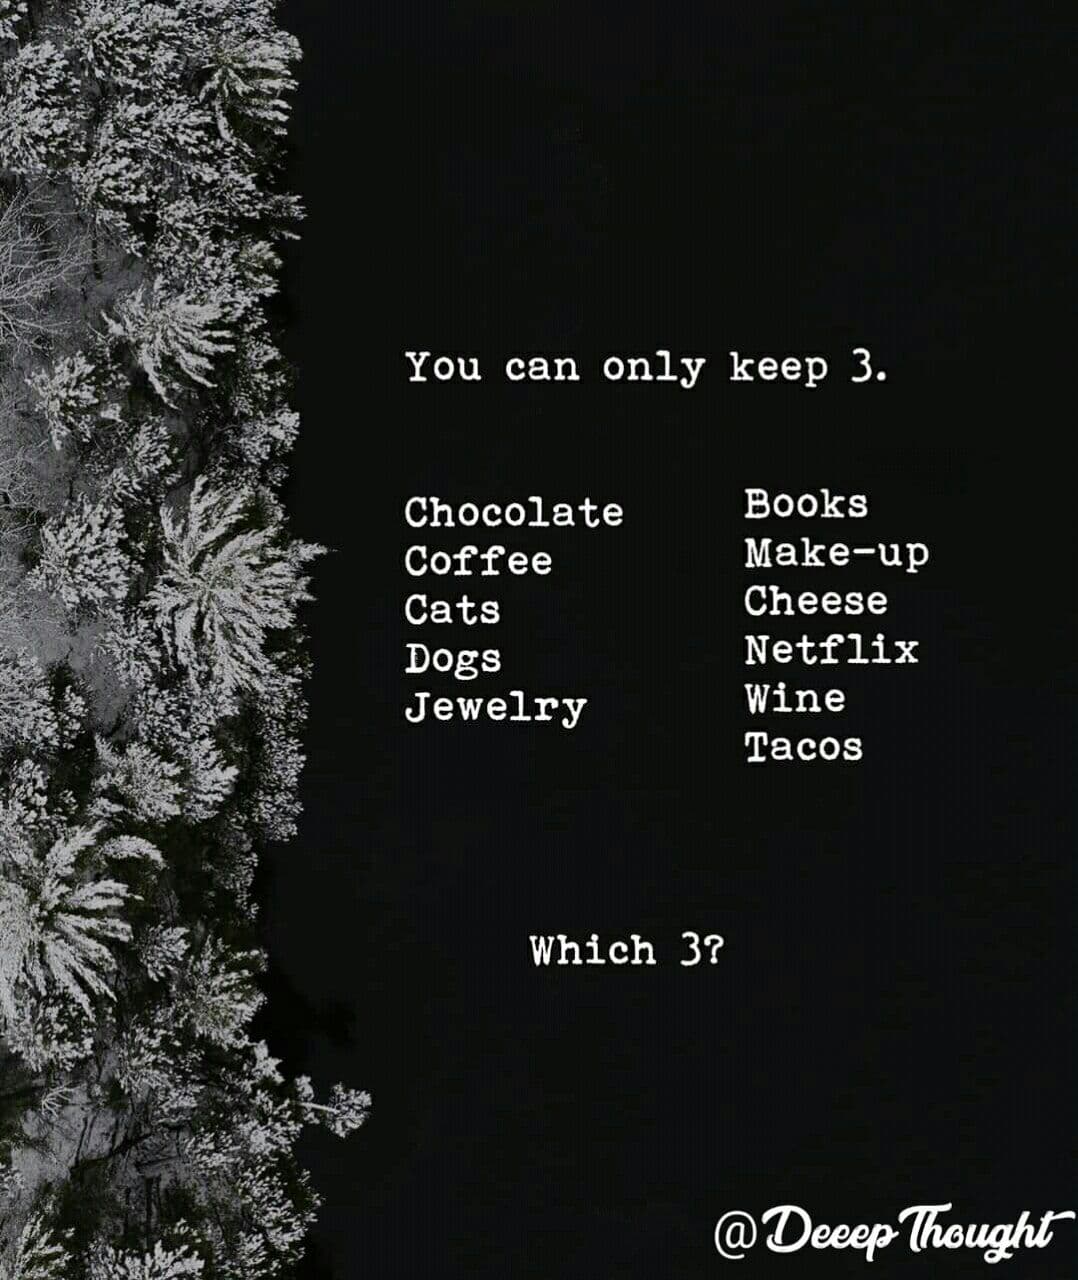 You can only keep 3.
Chocolate
Coffee
Cats
Dogs
Jewelry
Books
Make-up
Cheese
Netflix
Wine
Tacos
Which 3?
@Deeep Thought